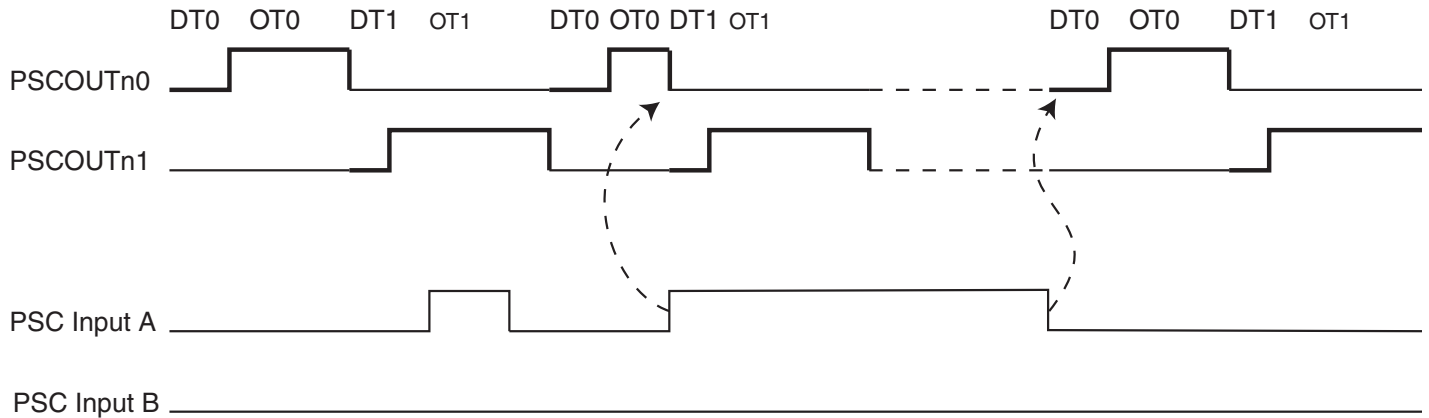 DT0 OT0 DT1 OT1 DT0 OT0 DT1 OT1 DT0 OT0 DT1 OT1
PSCOUTn0
PSCOUTn1
PSC Input A
PSC Input B